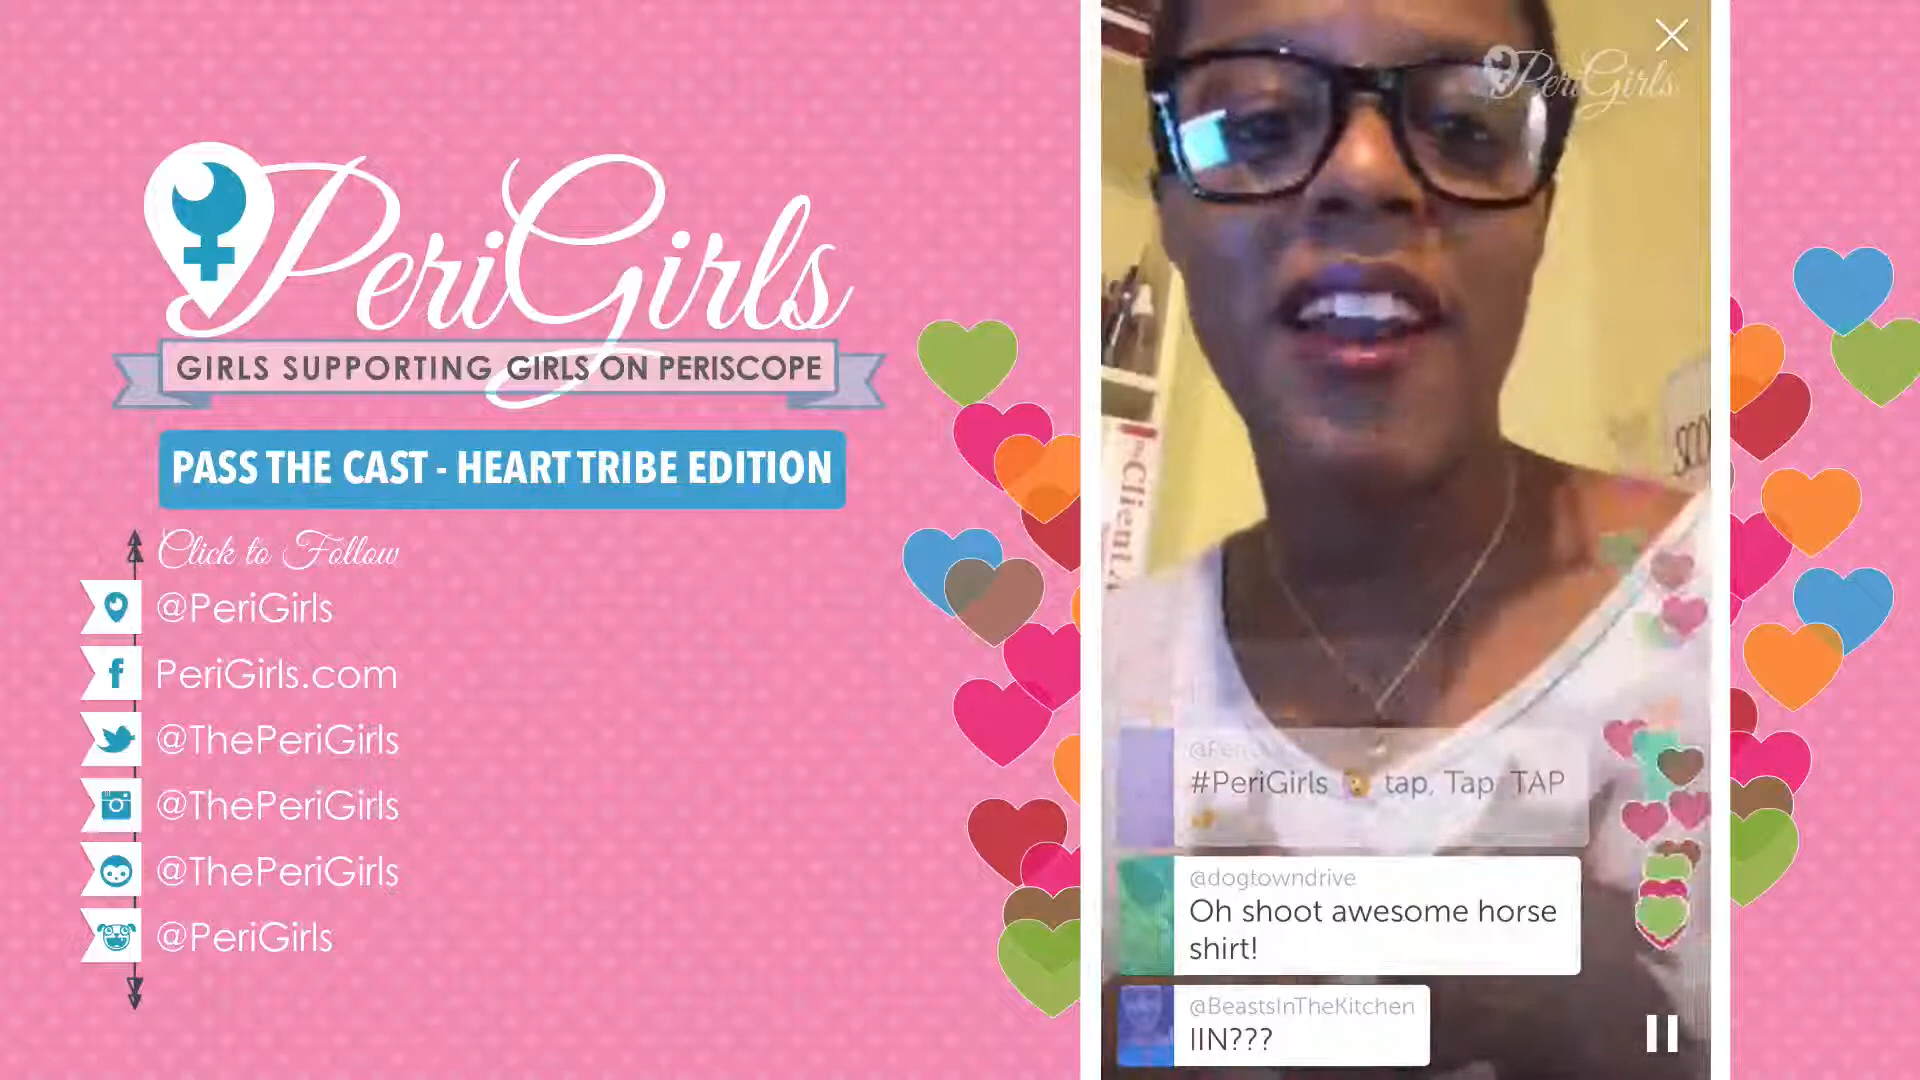 PeriGirls
GIRLS SUPPORTING GIRLS ON PERISCOPE
PASS THE CAST - HEART TRIBE EDITION
Click to Follow
@PeriGirls
PeriGirls.com
@ThePeriGirls
@ThePeriGirls
@ThePeriGirls
@PeriGirls
PeriGirls
Client
#PeriGirls 🙋 tap, Tap TAP
@dogtowndrive
Oh shoot awesome horse
shirt!
@BeastsInTheKitchen
IIN???